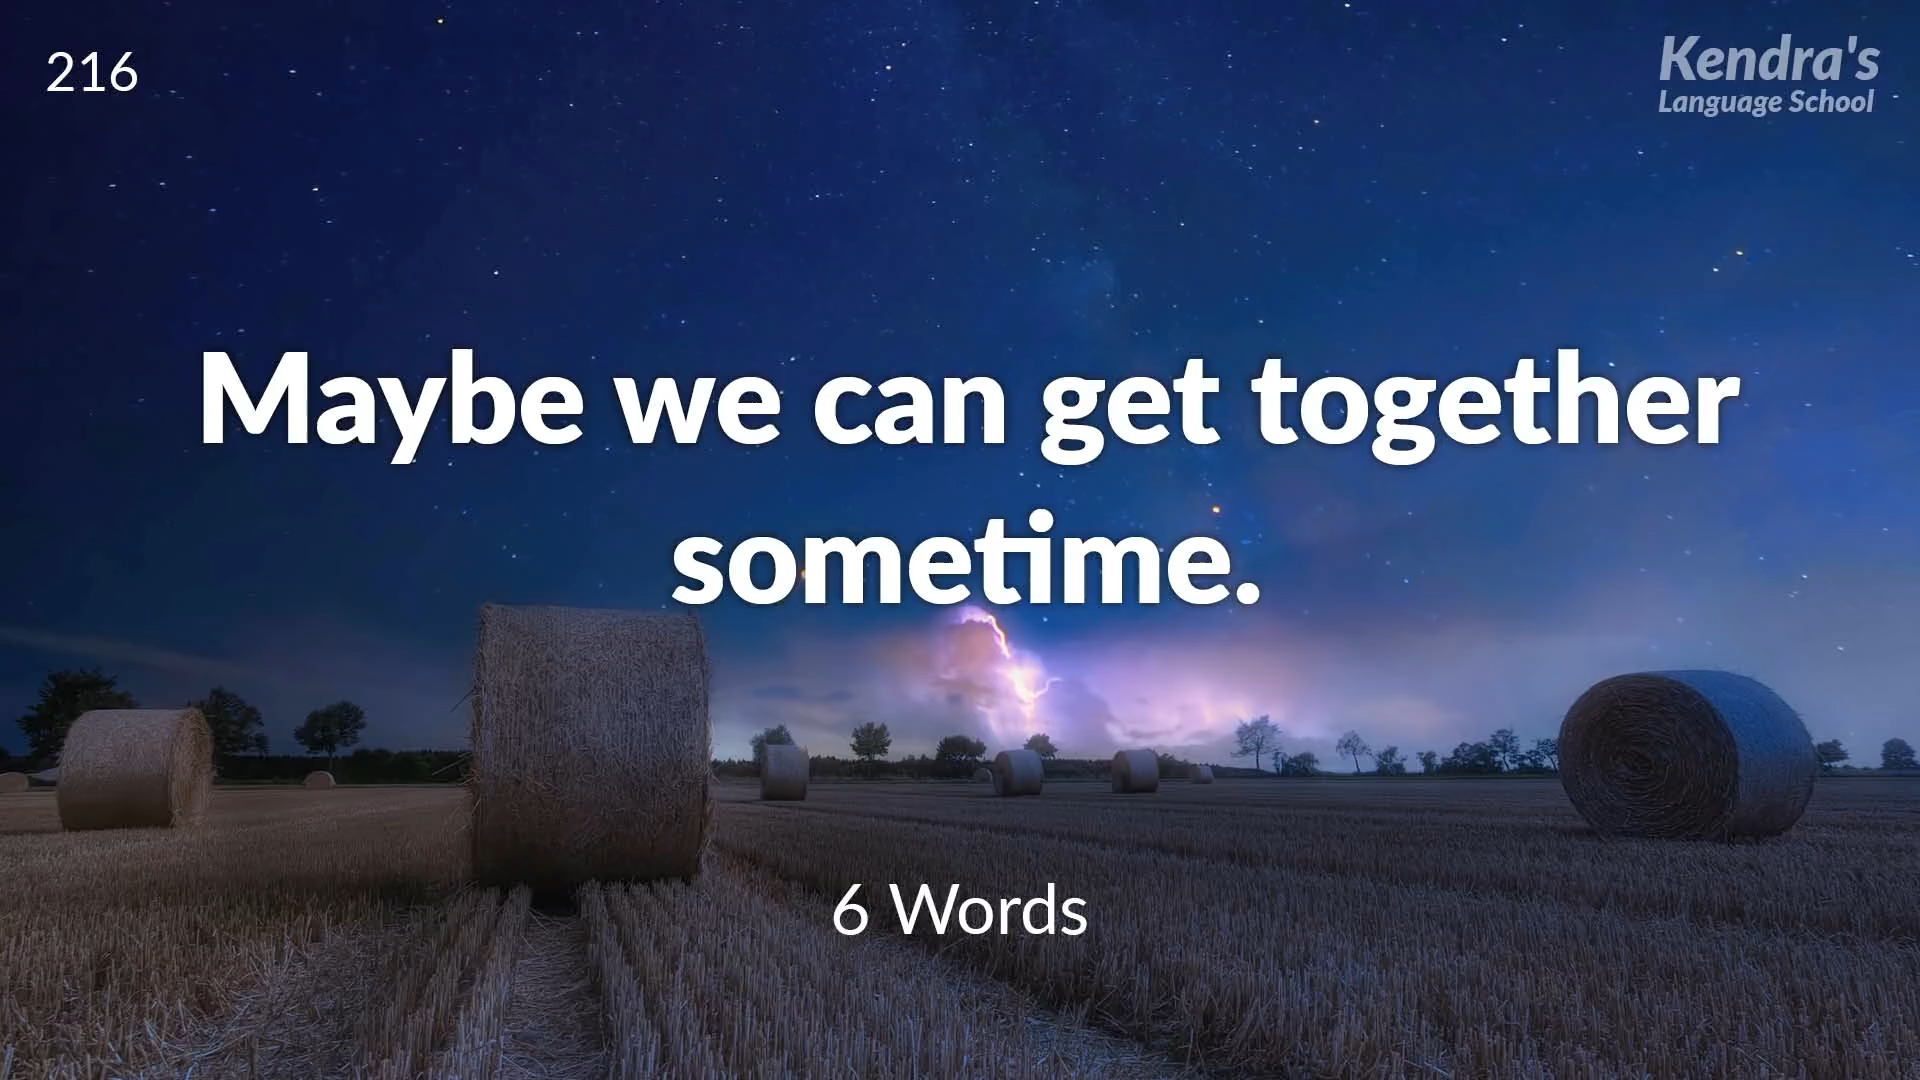 216
Kendra's
Language School
Maybe we can get together
sometime.
6 Words